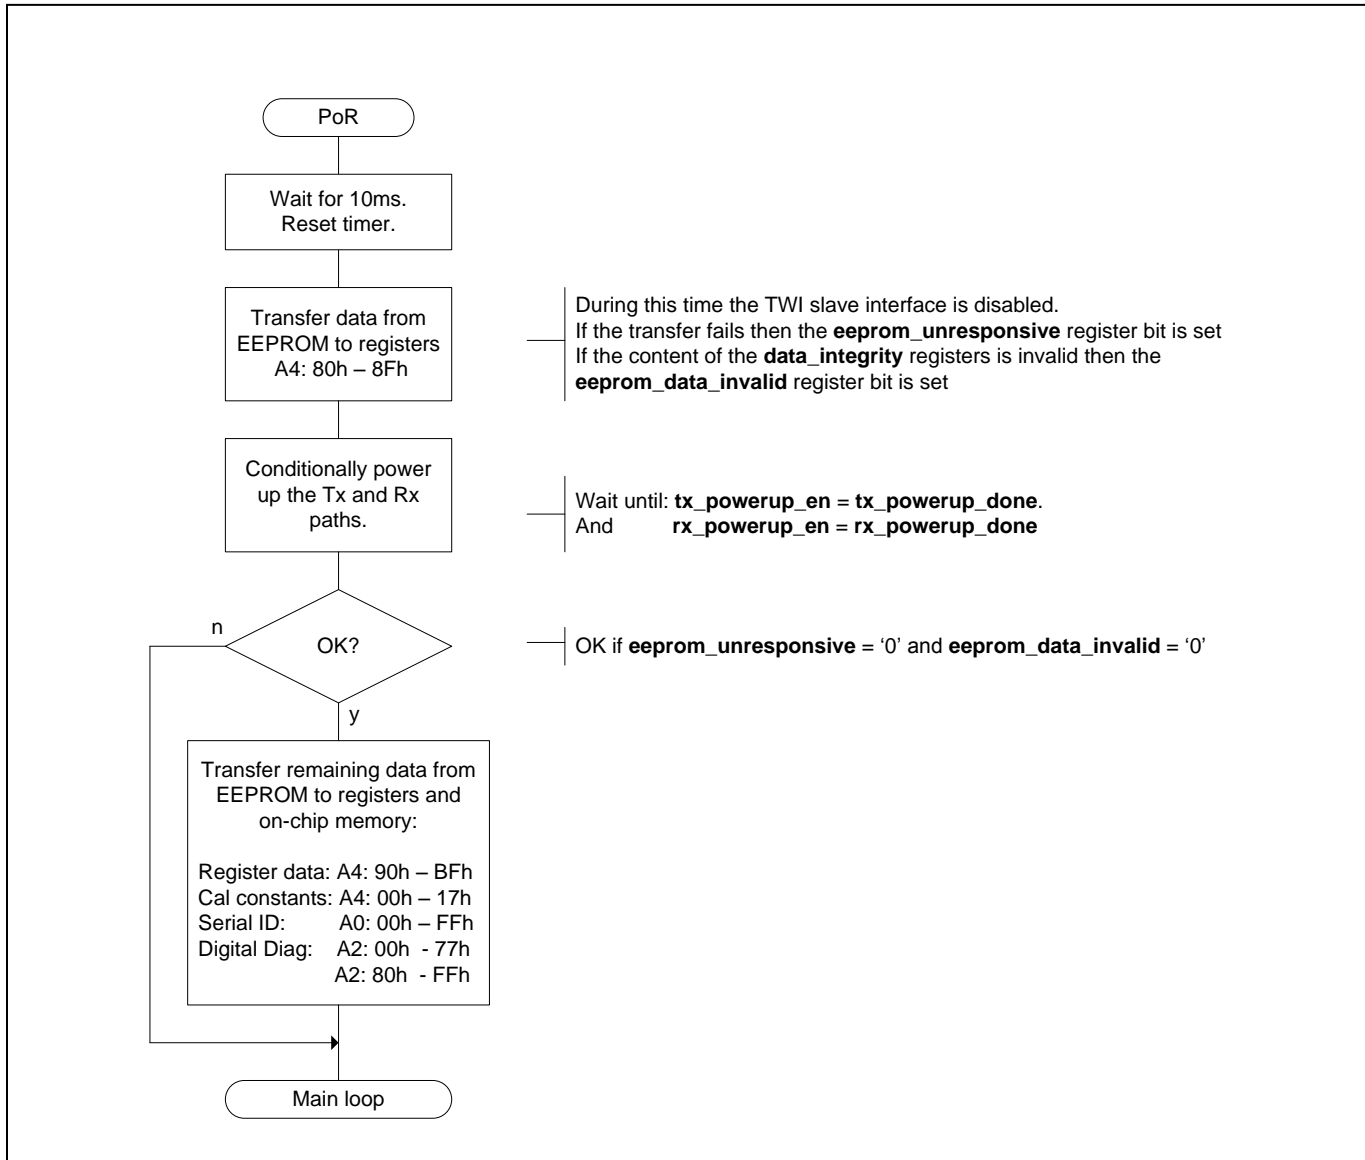 PoR
Wait for 10ms.
Reset timer.
Transfer data from
EEPROM to registers
A4: 80h – 8Fh
During this time the TWI slave interface is disabled.
If the transfer fails then the eeprom_unresponsive register bit is set
If the content of the data_integrity registers is invalid then the
eeprom_data_invalid register bit is set
Conditionally power
up the Tx and Rx
paths.
Wait until: tx_powerup_en = tx_powerup_done.
And rx_powerup_en = rx_powerup_done
n
OK?
OK if eeprom_unresponsive = ‘0’ and eeprom_data_invalid = ‘0’
y
Transfer remaining data from
EEPROM to registers and
on-chip memory:
Register data: A4: 90h – BFh
Cal constants: A4: 00h – 17h
Serial ID: A0: 00h – FFh
Digital Diag: A2: 00h - 77h
A2: 80h - FFh
Main loop